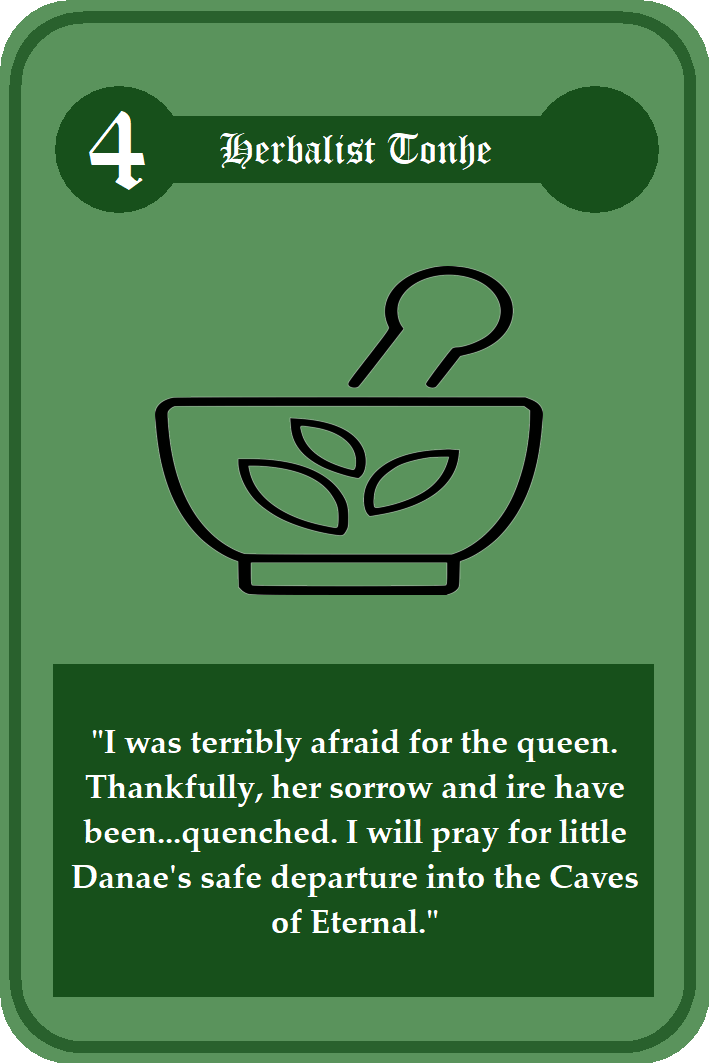 4
Herbalist Tonhe
"I was terribly afraid for the queen.
Thankfully, her sorrow and ire have
been...quenched. I will pray for little
Danae's safe departure into the Caves
of Eternal."